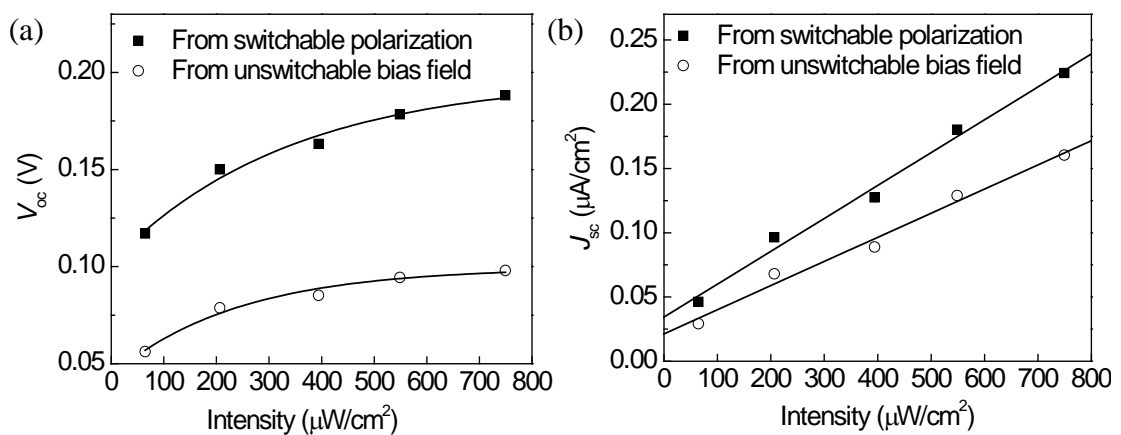 (a)
From switchable polarization
From unswitchable bias field
0.20
0.15
0.10
0.05
V_oc (V)
0 100 200 300 400 500 600 700 800
Intensity (μW/cm²)
(b)
0.25
From switchable polarization
From unswitchable bias field
0.20
0.15
0.10
0.05
0.00
J_sc (μA/cm²)
0 100 200 300 400 500 600 700 800
Intensity (μW/cm²)